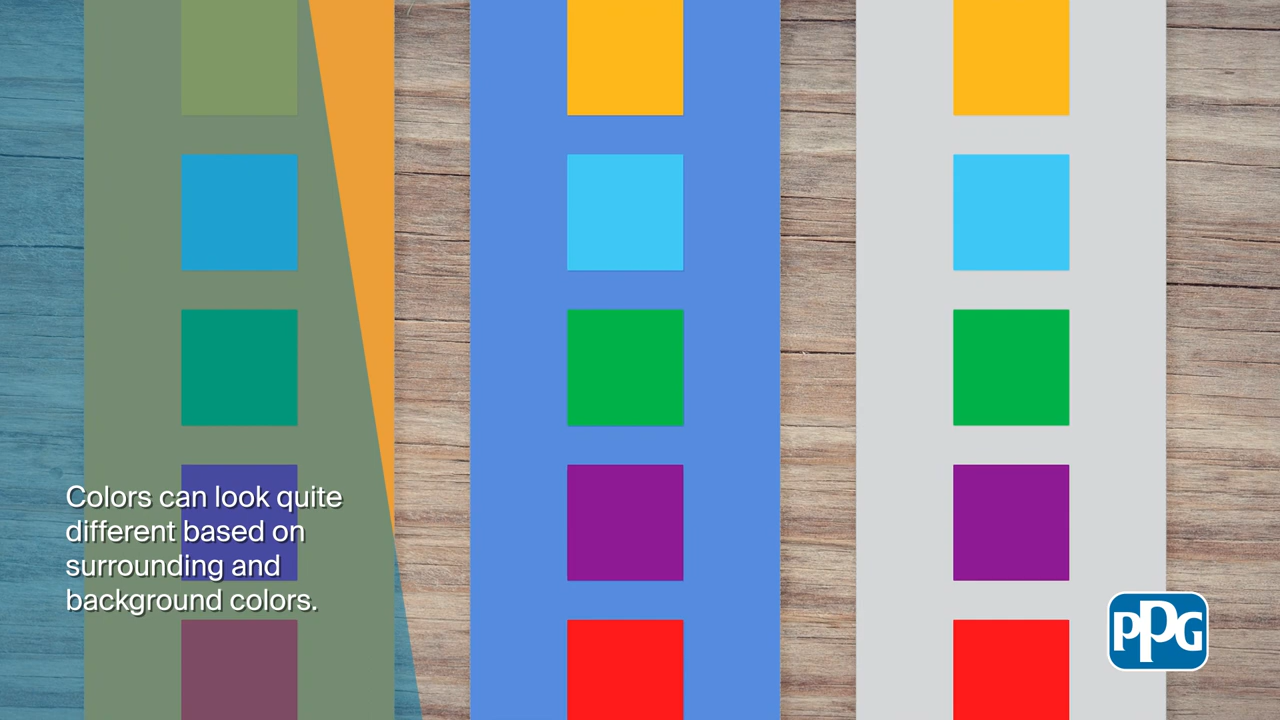 Colors can look quite
different based on
surrounding and
background colors.
PPG